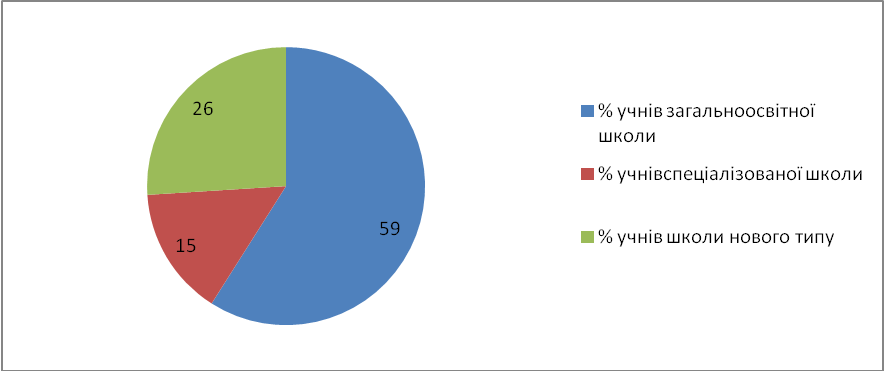 26
15
59
% учнів загальноосвітної
школи
% учнівспеціалізованої школи
% учнів школи нового типу